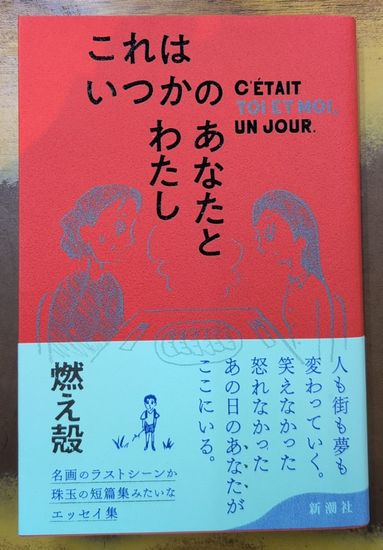 これは
いつかの
あなたと
わたし
C'ÉTAIT
TOI ET MOI,
UN JOUR.
人も街も夢も
変わっていく。
笑えなかった
怒れなかった
あの日のあなたが
ここにいる。
燃え殻
名画のラストシーンか
珠玉の短篇集みたいな
エッセイ集
新潮社